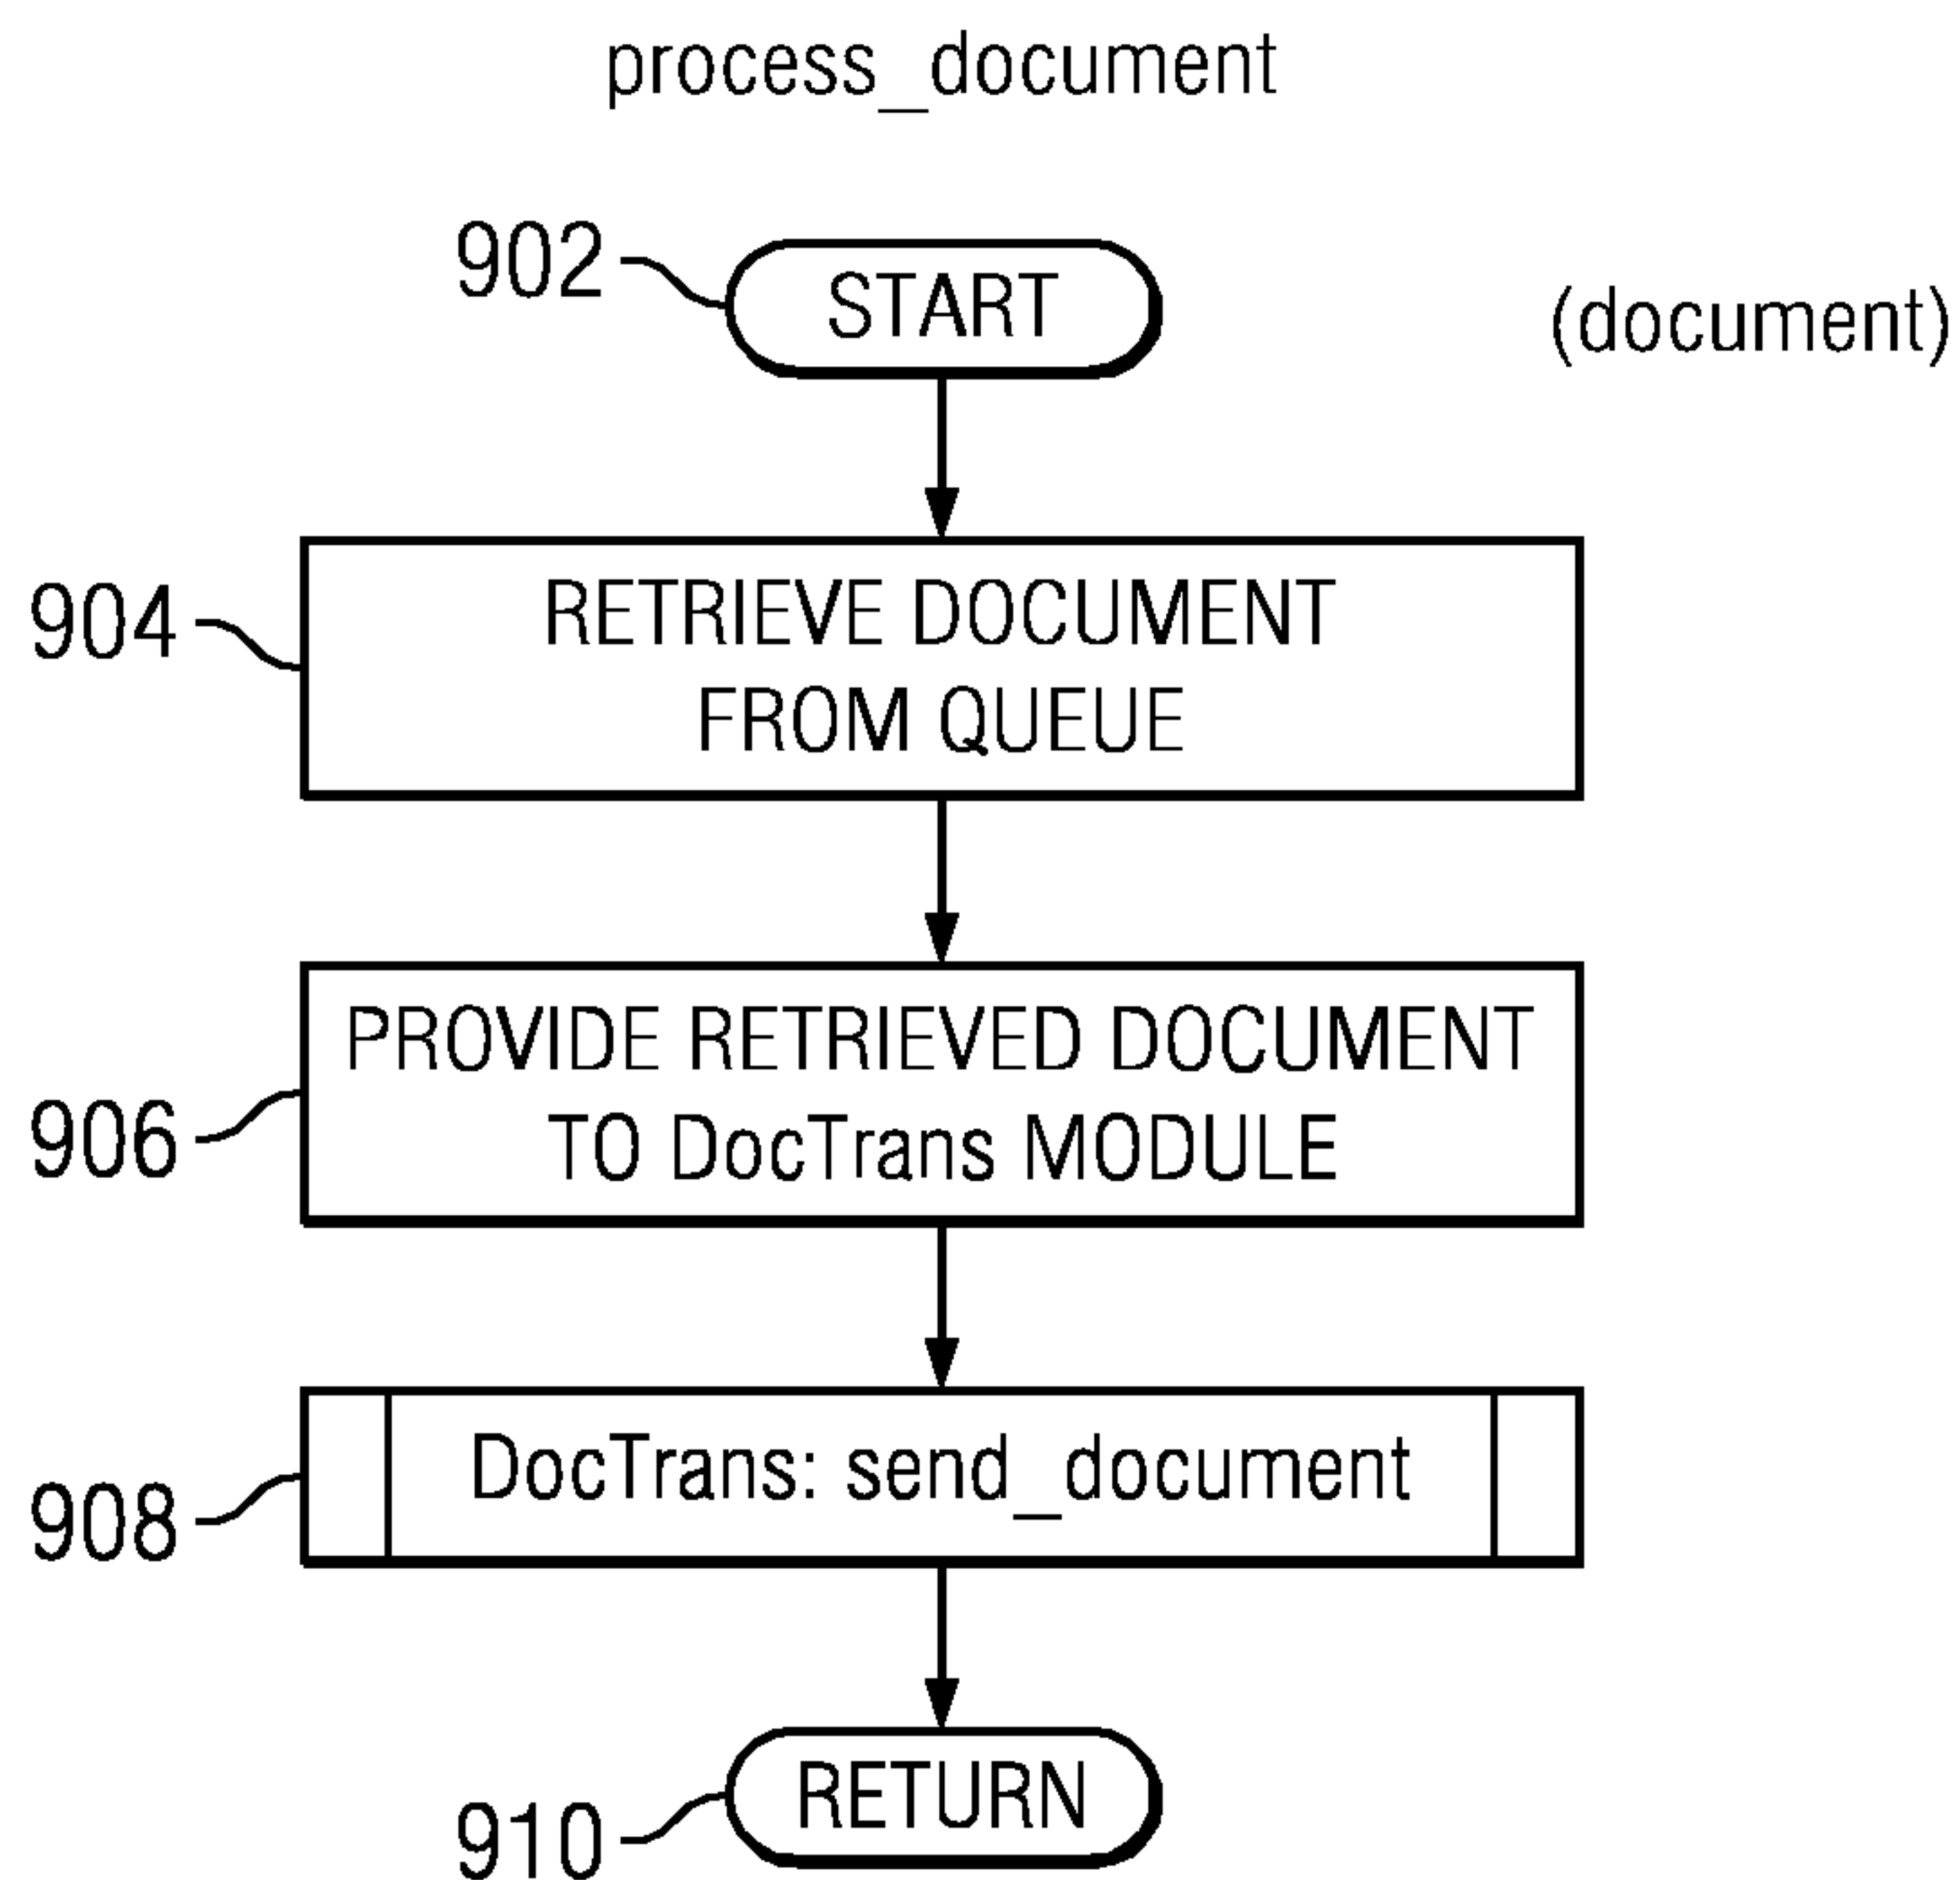 process_document
902
START
(document)
904
RETRIEVE DOCUMENT
FROM QUEUE
906
PROVIDE RETRIEVED DOCUMENT
TO DocTrans MODULE
908
DocTrans: send_document
910
RETURN